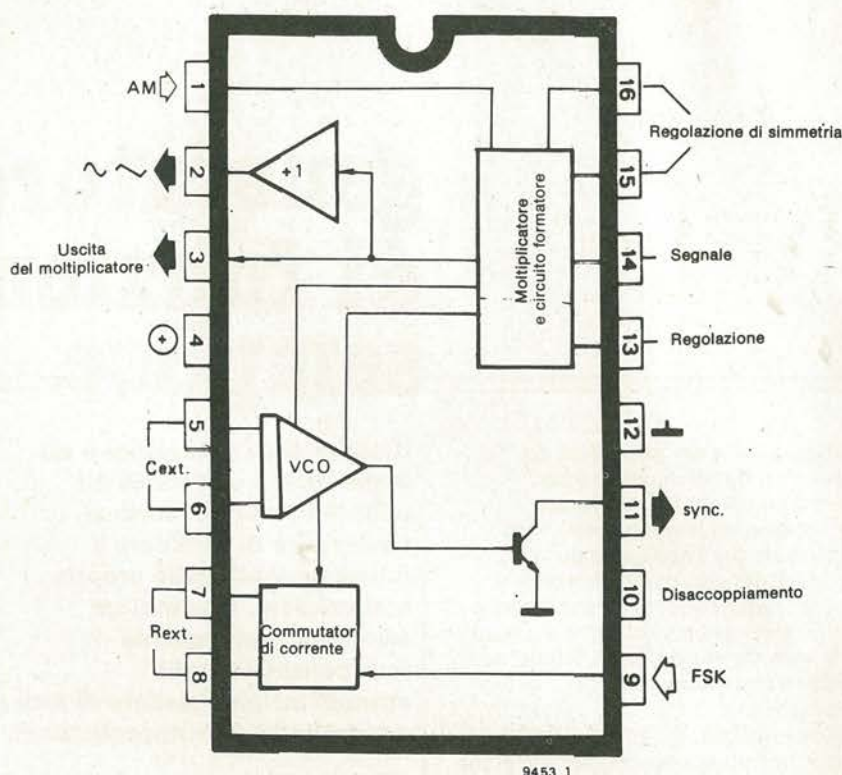 AM
1
2
Uscita
del moltiplicatore
3
+
4
5
Cext.
6
7
Rext.
8
+1
VCO
Commutator
di corrente
Moltiplicatore
e circuito formatore
16
Regolazione di simmetria
15
14
Segnale
13
Regolazione
12
11
sync.
10
Disaccoppiamento
9
FSK
9453 1